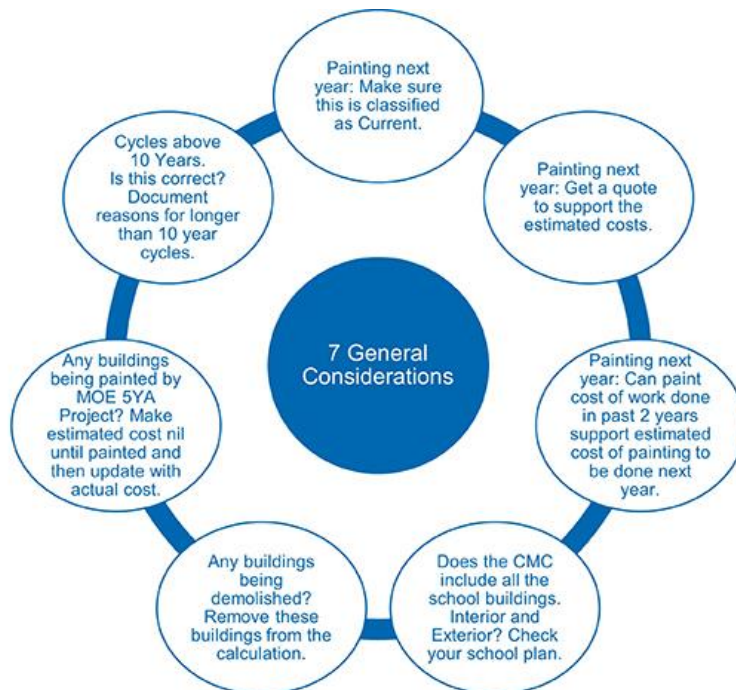 Painting next
year: Make sure
this is classified
as Current.
Painting next
year: Get a quote
to support the
estimated costs.
Painting next
year: Can paint
cost of work done
in past 2 years
support estimated
cost of painting to
be done next
year.
Does the CMC
include all the
school buildings.
Interior and
Exterior? Check
your school plan.
Any buildings
being
demolished?
Remove these
buildings from the
calculation.
Any buildings
being painted by
MOE 5YA
Project? Make
estimated cost nil
until painted and
then update with
actual cost.
Cycles above
10 Years.
Is this correct?
Document
reasons for longer
than 10 year
cycles.
7 General
Considerations